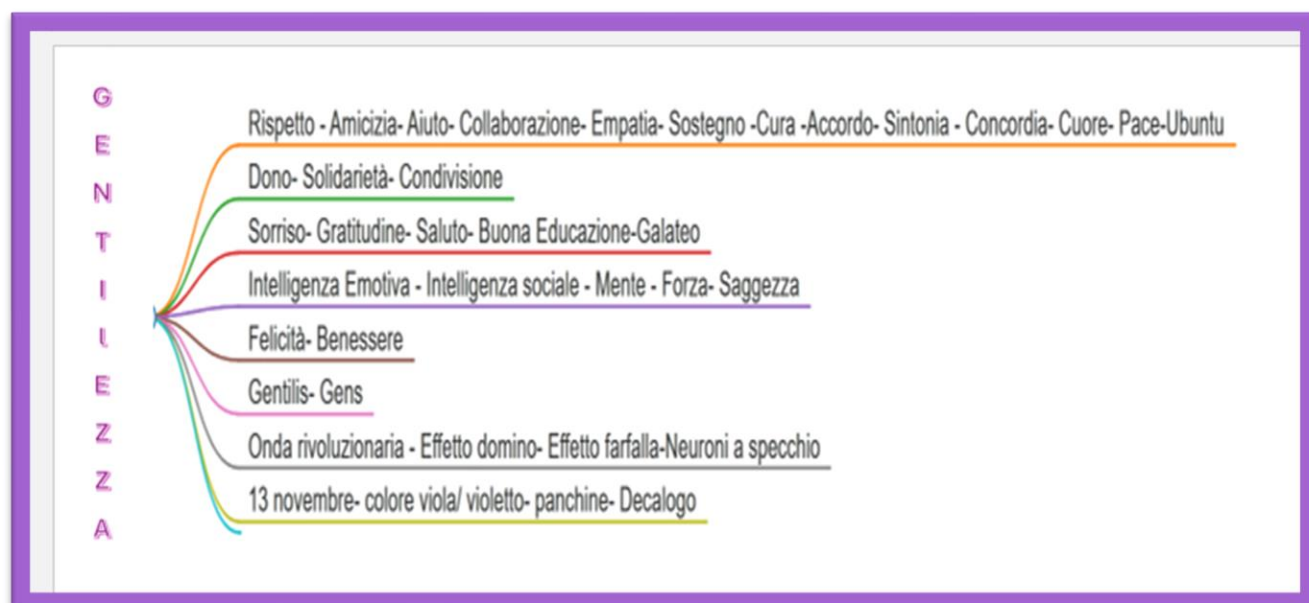 GENTILEZZA
Rispetto - Amicizia- Aiuto- Collaborazione- Empatia- Sostegno -Cura -Accordo- Sintonia - Concordia- Cuore- Pace-Ubuntu
Dono- Solidarietà- Condivisione
Sorriso- Gratitudine- Saluto- Buona Educazione-Galateo
Intelligenza Emotiva - Intelligenza sociale - Mente - Forza- Saggezza
Felicità- Benessere
Gentilis- Gens
Onda rivoluzionaria - Effetto domino- Effetto farfalla-Neuroni a specchio
13 novembre- colore viola/ violetto- panchine- Decalogo